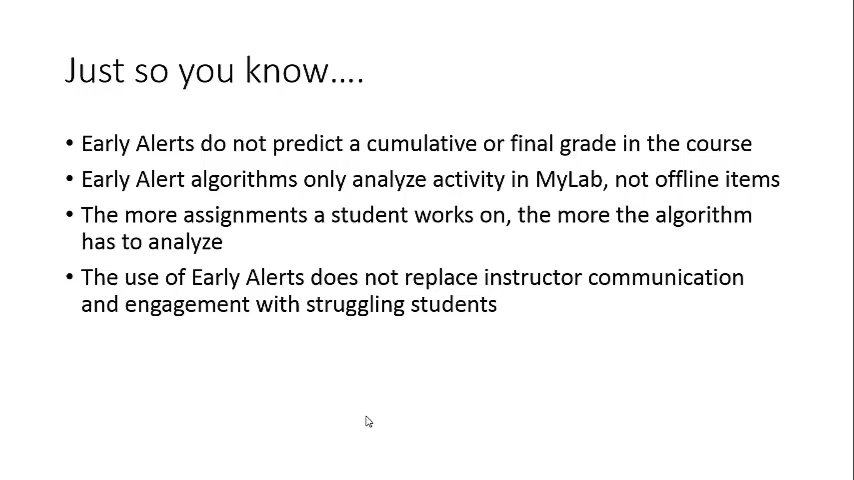 Just so you know....
• Early Alerts do not predict a cumulative or final grade in the course
• Early Alert algorithms only analyze activity in MyLab, not offline items
• The more assignments a student works on, the more the algorithm
has to analyze
• The use of Early Alerts does not replace instructor communication
and engagement with struggling students